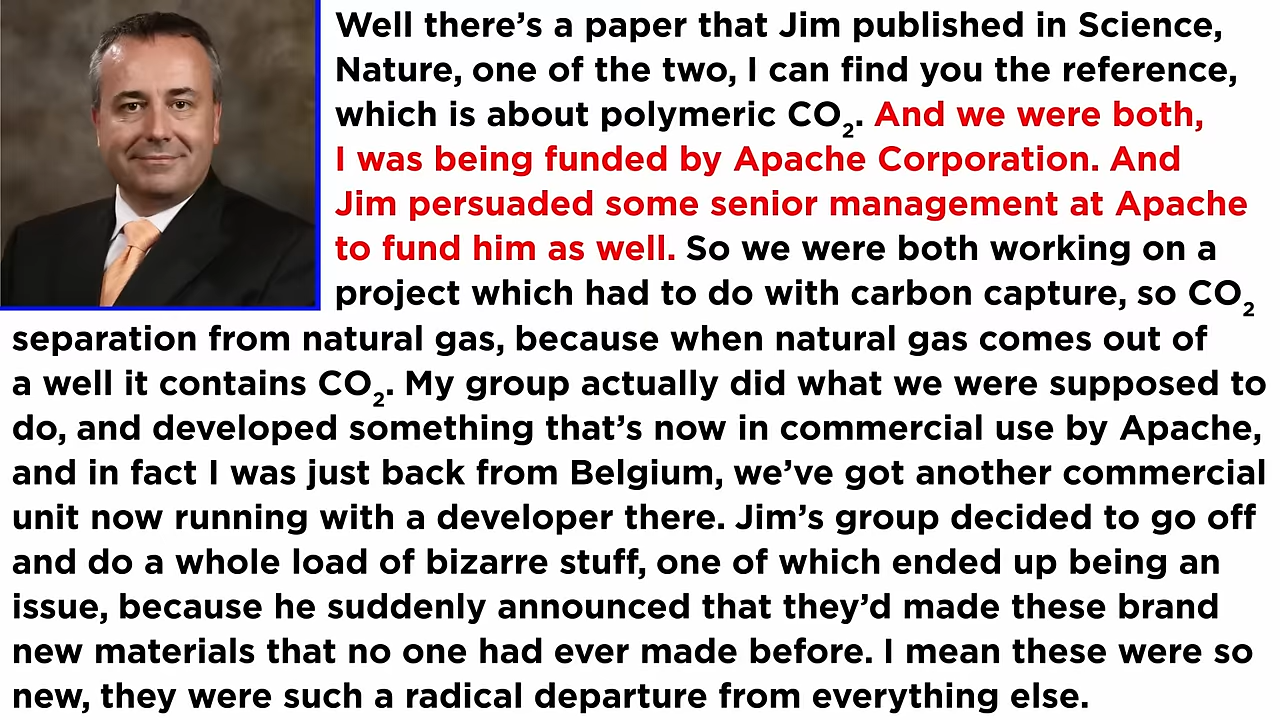 Well there’s a paper that Jim published in Science,
Nature, one of the two, I can find you the reference,
which is about polymeric CO₂. And we were both,
I was being funded by Apache Corporation. And
Jim persuaded some senior management at Apache
to fund him as well. So we were both working on a
project which had to do with carbon capture, so CO₂
separation from natural gas, because when natural gas comes out of
a well it contains CO₂. My group actually did what we were supposed to
do, and developed something that’s now in commercial use by Apache,
and in fact I was just back from Belgium, we’ve got another commercial
unit now running with a developer there. Jim’s group decided to go off
and do a whole load of bizarre stuff, one of which ended up being an
issue, because he suddenly announced that they’d made these brand
new materials that no one had ever made before. I mean these were so
new, they were such a radical departure from everything else.